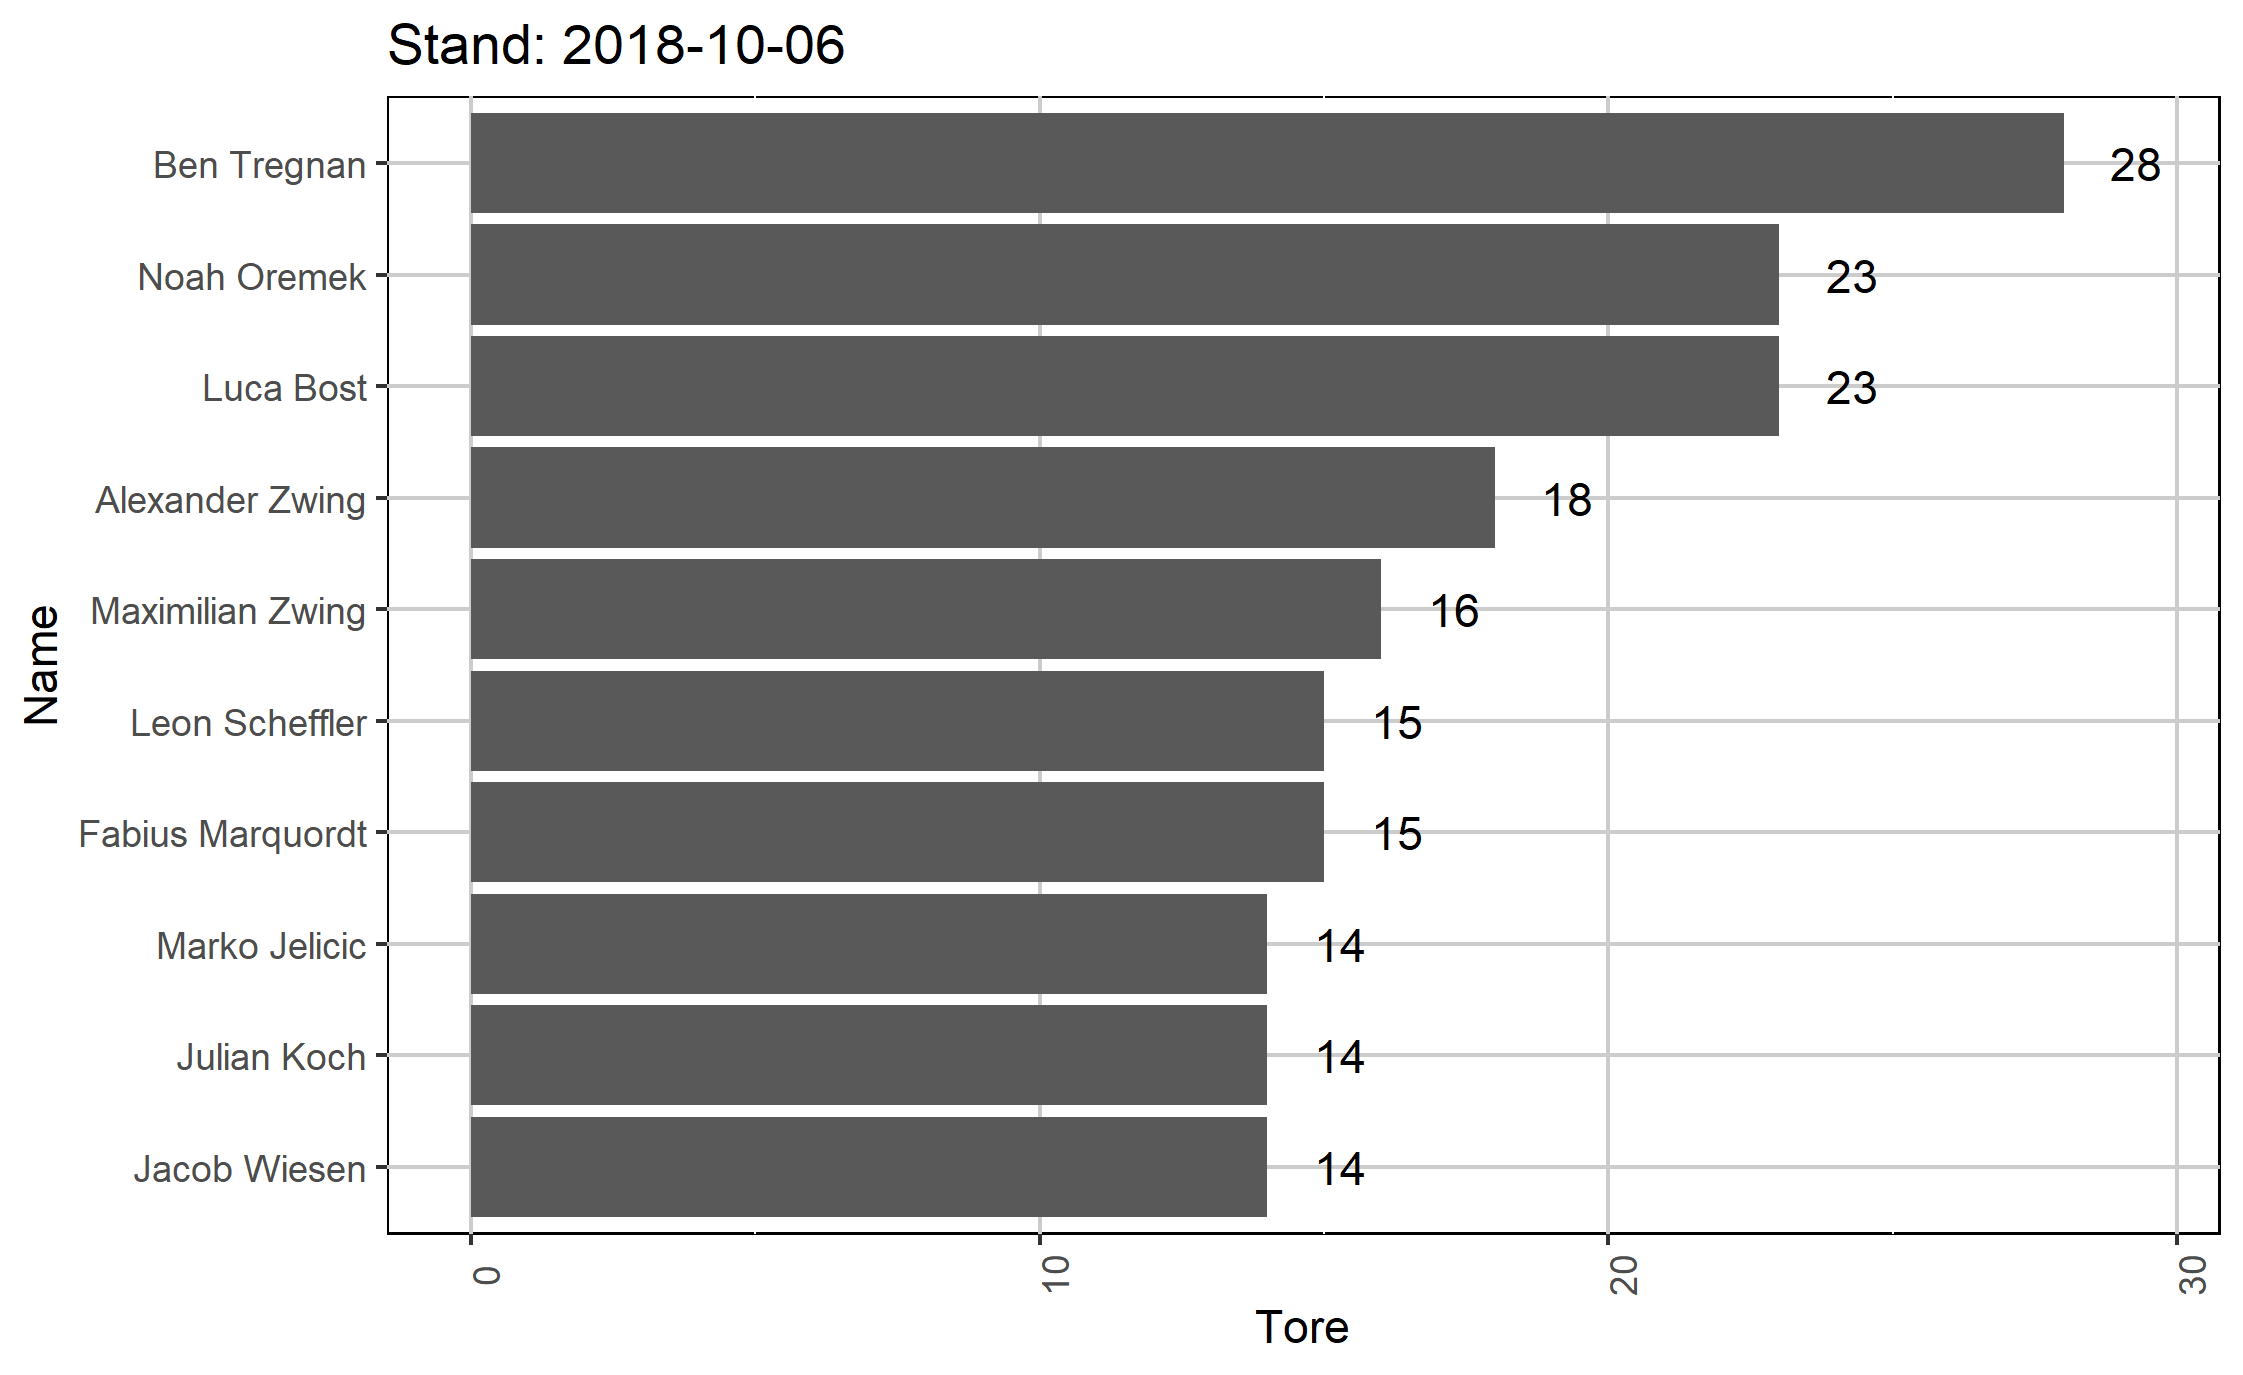 Stand: 2018-10-06
Name
Ben Tregnan 28
Noah Oremek 23
Luca Bost 23
Alexander Zwing 18
Maximilian Zwing 16
Leon Scheffler 15
Fabius Marquordt 15
Marko Jelicic 14
Julian Koch 14
Jacob Wiesen 14
0 10 20 30
Tore